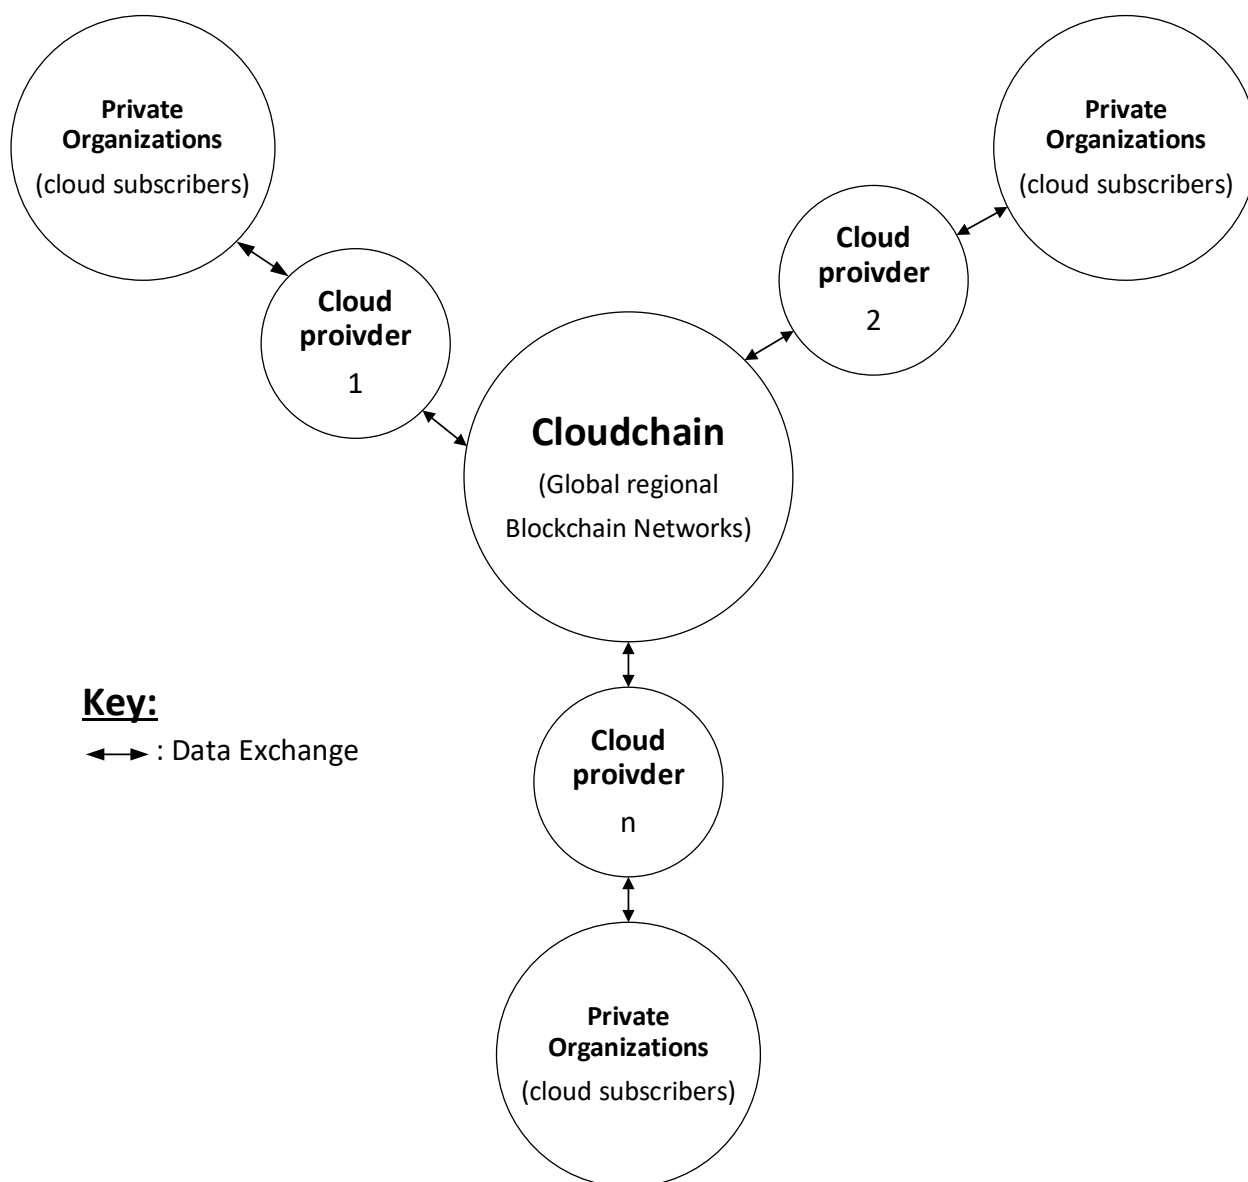 Private
Organizations
(cloud subscribers)
Private
Organizations
(cloud subscribers)
Cloud
proivder
2
Cloud
proivder
1
Cloudchain
(Global regional
Blockchain Networks)
Key:
: Data Exchange
Cloud
proivder
n
Private
Organizations
(cloud subscribers)